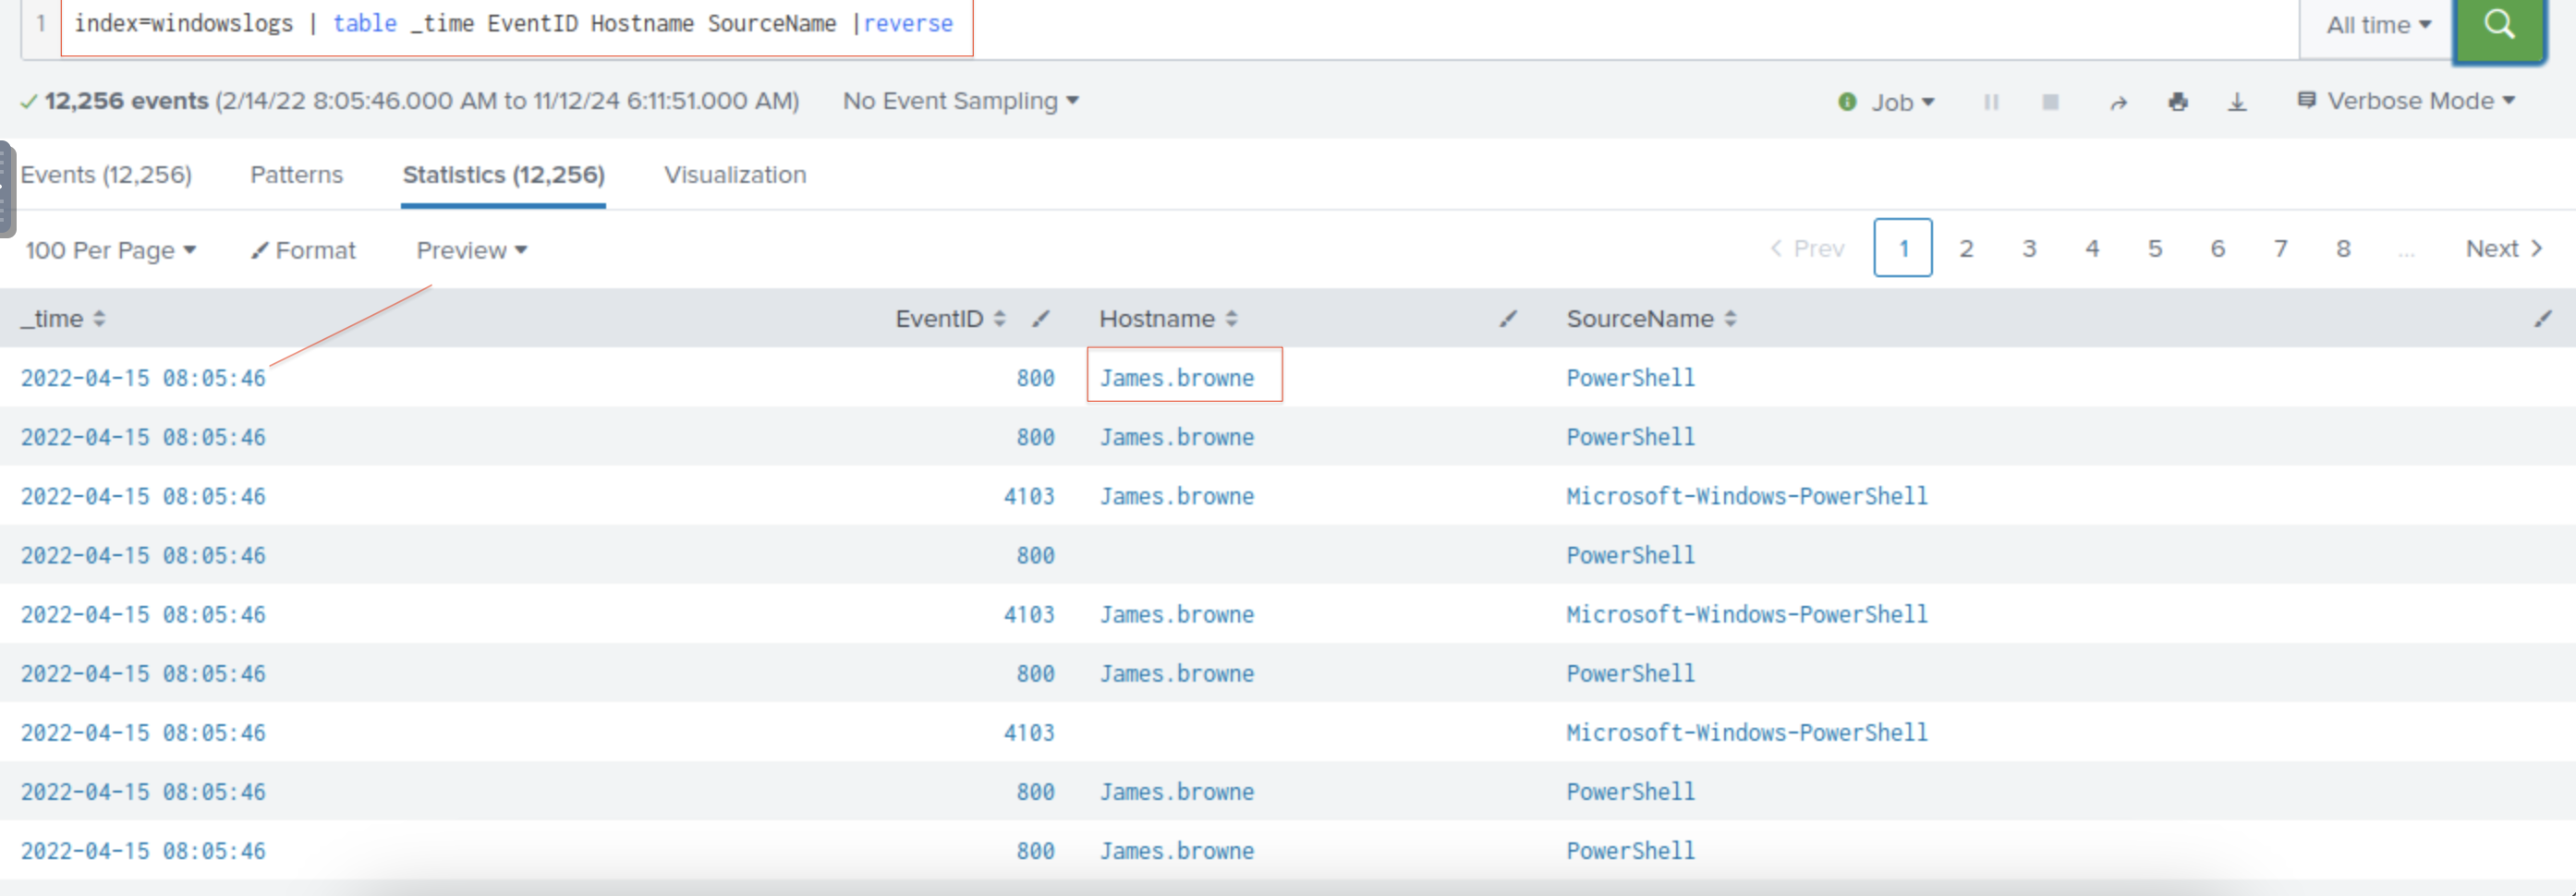 1 index=windowslogs | table _time EventID Hostname SourceName |reverse All time
12,256 events (2/14/22 8:05:46.000 AM to 11/12/24 6:11:51.000 AM) No Event Sampling Job Verbose Mode
Events (12,256) Patterns Statistics (12,256) Visualization
100 Per Page Format Preview < Prev 1 2 3 4 5 6 7 8 ... Next >
_time EventID Hostname SourceName
2022-04-15 08:05:46 800 James.browne PowerShell
2022-04-15 08:05:46 800 James.browne PowerShell
2022-04-15 08:05:46 4103 James.browne Microsoft-Windows-PowerShell
2022-04-15 08:05:46 800 PowerShell
2022-04-15 08:05:46 4103 James.browne Microsoft-Windows-PowerShell
2022-04-15 08:05:46 800 James.browne PowerShell
2022-04-15 08:05:46 4103 Microsoft-Windows-PowerShell
2022-04-15 08:05:46 800 James.browne PowerShell
2022-04-15 08:05:46 800 James.browne PowerShell